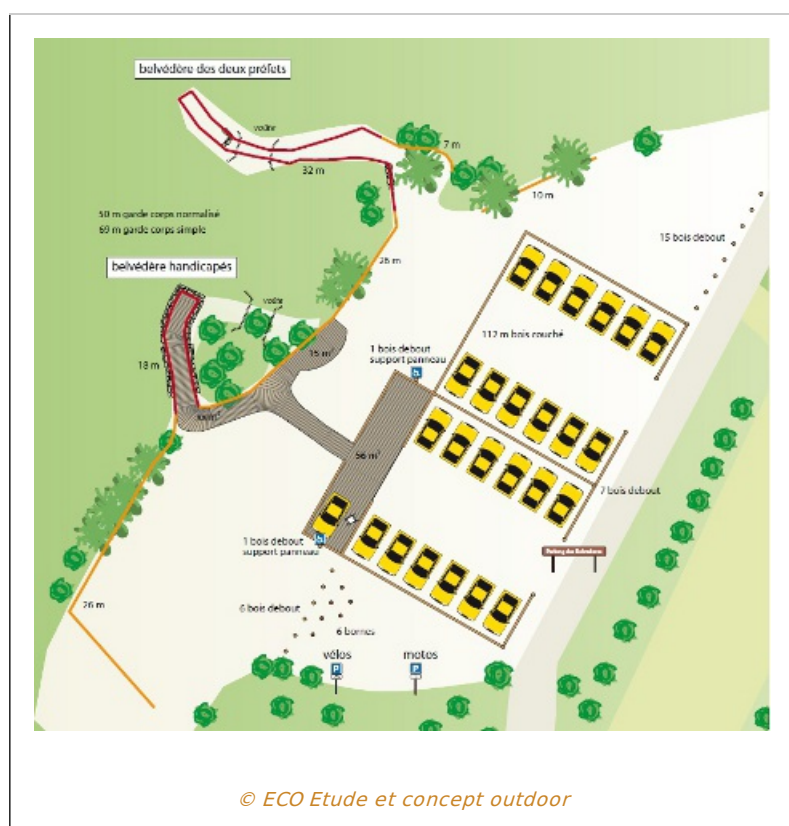 belvédère des deux préfets
voûte
7 m
32 m
10 m
50 m garde corps normalisé
69 m garde corps simple
15 bois debout
belvédère handicapés
26 m
voûte
112 m bois couché
1 bois debout
support panneau
15 m²
18 m
56 m²
7 bois debout
1 bois debout
support panneau
26 m
6 bois debout
6 bornes
vélos
motos
P
P
© ECO Etude et concept outdoor